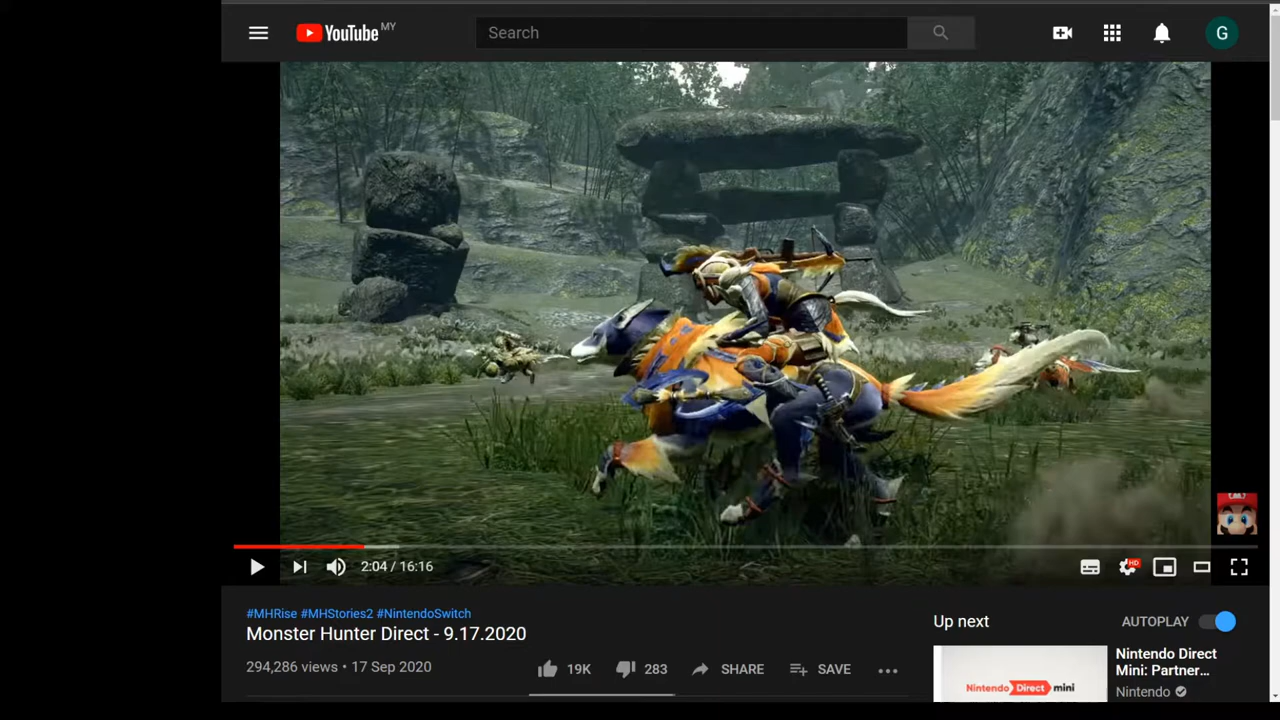 YouTube MY
Search
G
2:04 / 16:16
HD
#MHRise #MHStories2 #NintendoSwitch
Monster Hunter Direct - 9.17.2020
294,286 views • 17 Sep 2020
19K
283
SHARE
SAVE
Up next
AUTOPLAY
Nintendo Direct mini
Nintendo Direct
Mini: Partner...
Nintendo